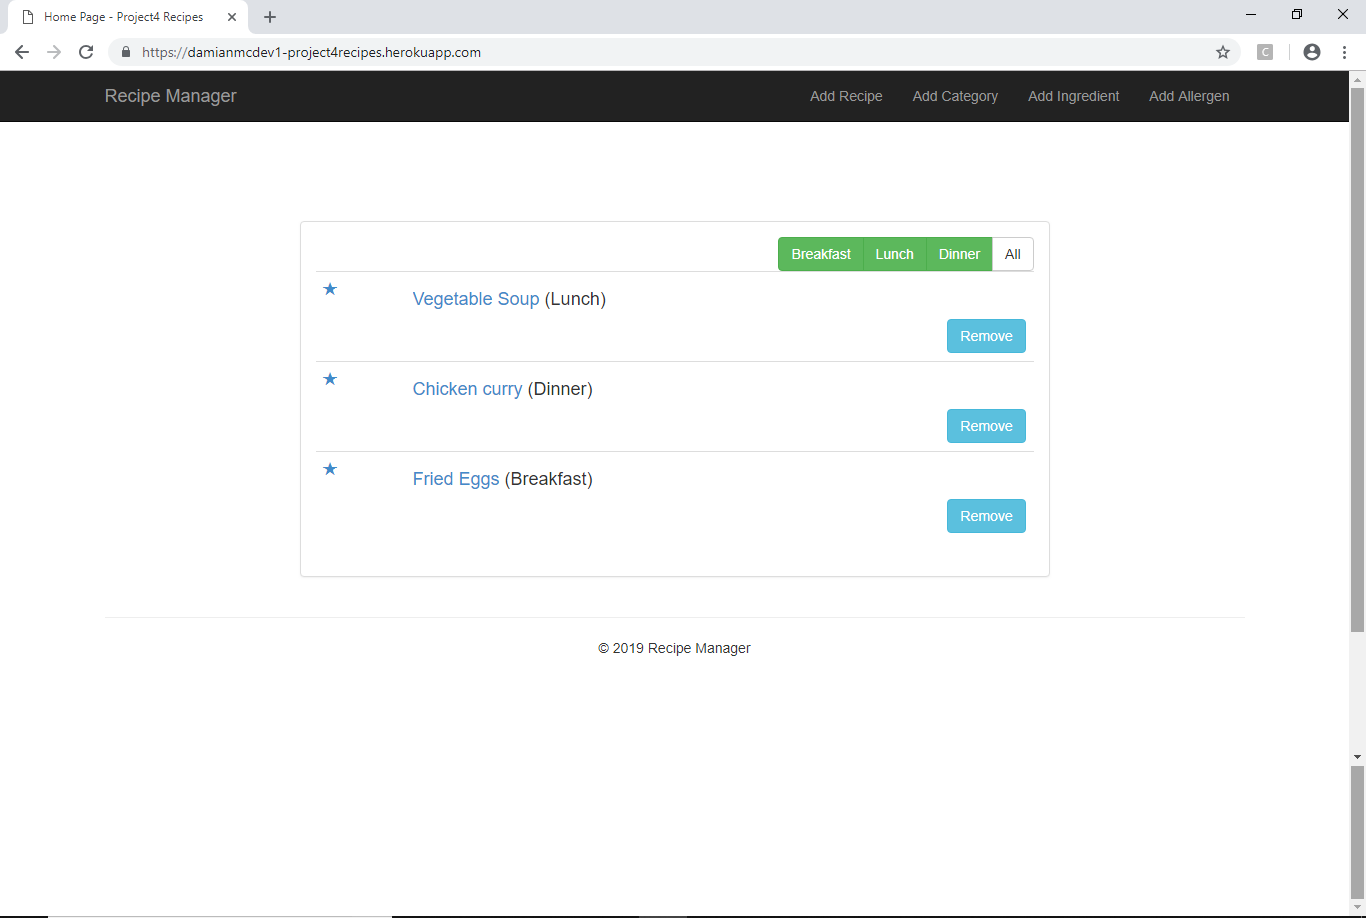 Home Page - Project4 Recipes
https://damianmcdev1-project4recipes.herokuapp.com
C
Recipe Manager Add Recipe Add Category Add Ingredient Add Allergen
Breakfast Lunch Dinner All
Vegetable Soup (Lunch)
Remove
Chicken curry (Dinner)
Remove
Fried Eggs (Breakfast)
Remove
© 2019 Recipe Manager